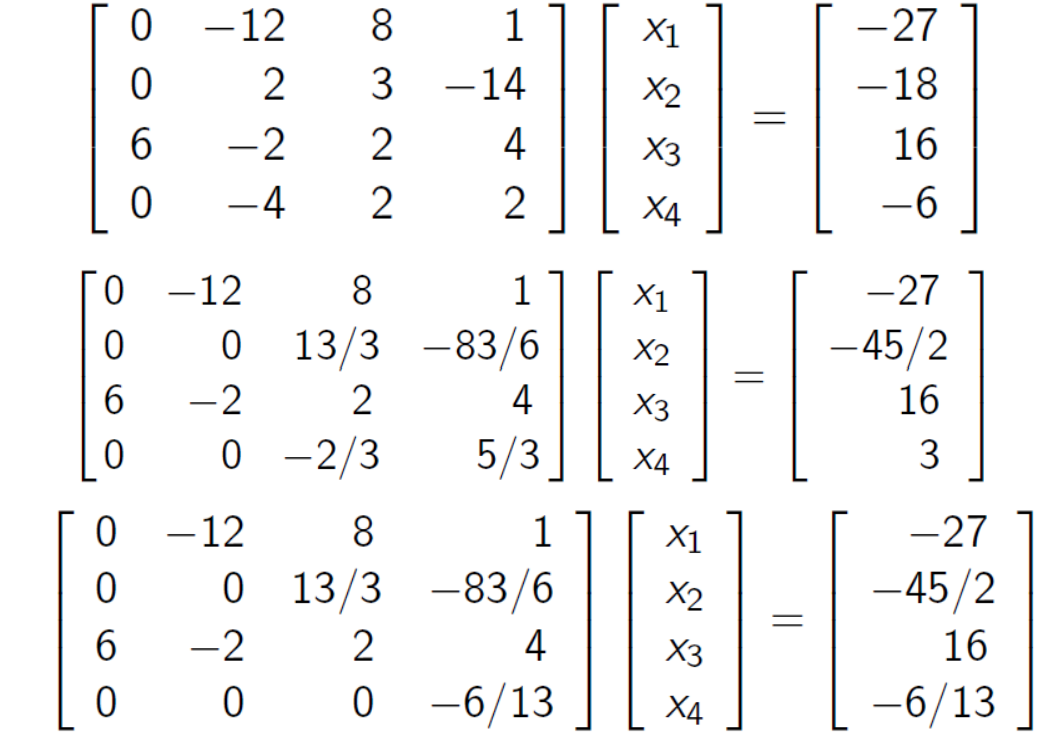 0 −12 8 1 x₁ −27
0 2 3 −14 x₂ = −18
6 −2 2 4 x₃ 16
0 −4 2 2 x₄ −6
0 −12 8 1 x₁ −27
0 0 13/3 −83/6 x₂ = −45/2
6 −2 2 4 x₃ 16
0 0 −2/3 5/3 x₄ 3
0 −12 8 1 x₁ −27
0 0 13/3 −83/6 x₂ = −45/2
6 −2 2 4 x₃ 16
0 0 0 −6/13 x₄ −6/13